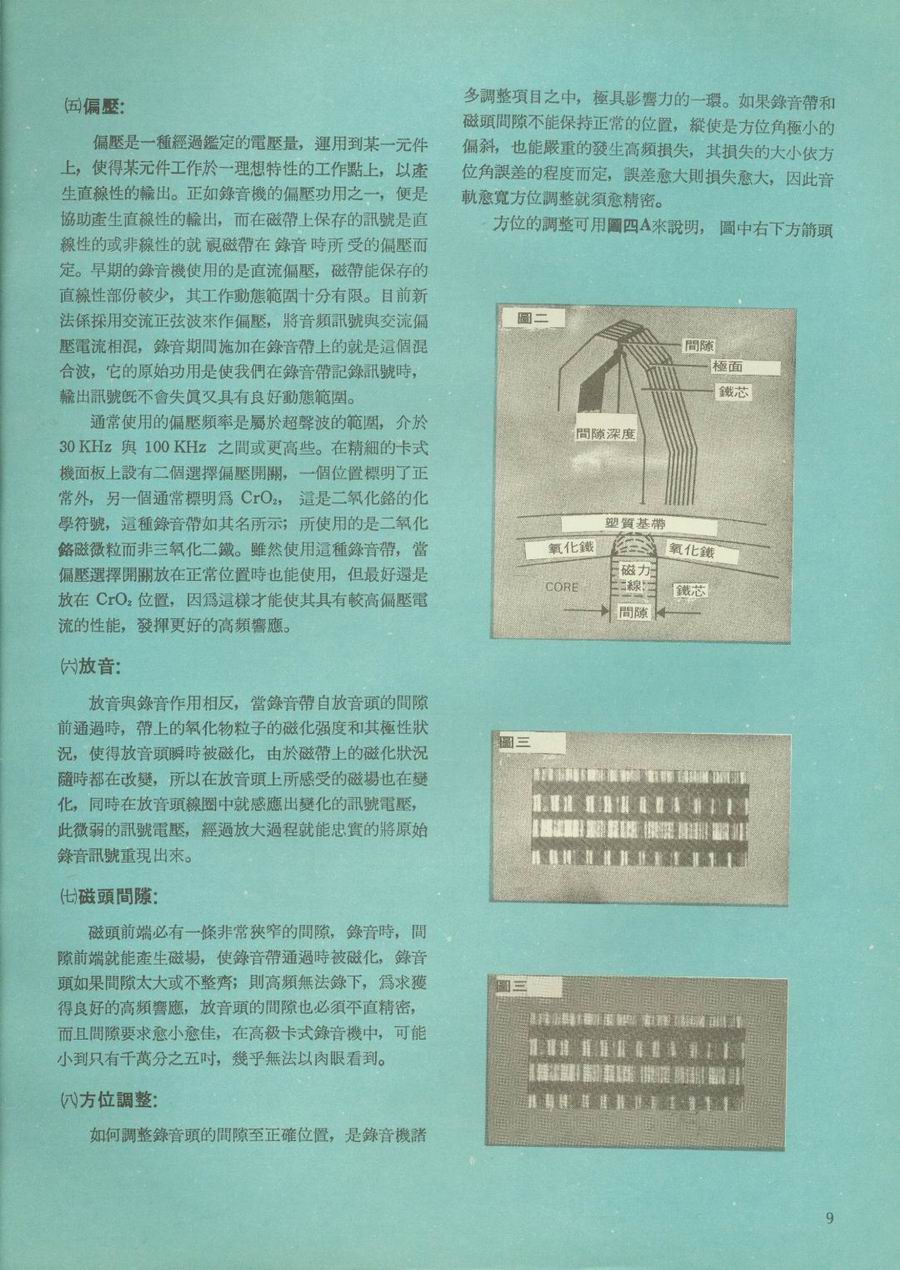 ㈤偏壓:
偏壓是一種經過鑑定的電壓量，運用到某一元件
上，使得某元件工作於一理想特性的工作點上，以產
生直線性的輸出。正如錄音機的偏壓功用之一，便是
協助產生直線性的輸出，而在磁帶上保存的訊號是直
線性的或非線性的就 視磁帶在 錄音 時所 受的偏壓而
定。早期的錄音機使用的是直流偏壓，磁帶能保存的
直線性部份較少，其工作動態範圍十分有限。目前新
法係採用交流正弦波來作偏壓，將音頻訊號與交流偏
壓電流相混，錄音期間施加在錄音帶上的就是這個混
合波，它的原始功用是使我們在錄音帶記錄訊號時，
輸出訊號旣不會失眞又具有良好動態範圍。
通常使用的偏壓頻率是屬於超聲波的範圍，介於
30 KHz 與 100 KHz 之間或更高些。在精細的卡式
機面板上設有二個選擇偏壓開關，一個位置標明了正
常外，另一個通常標明爲 CrO₂， 這是二氧化鉻的化
學符號，這種錄音帶如其名所示；所使用的是二氧化
鉻磁微粒而非三氧化二鐵。雖然使用這種錄音帶，當
偏壓選擇開關放在正常位置時也能使用，但最好還是
放在 CrO₂ 位置，因爲這樣才能使其具有較高偏壓電
流的性能，發揮更好的高頻響應。
㈥放音:
放音與錄音作用相反，當錄音帶自放音頭的間隙
前通過時，帶上的氧化物粒子的磁化强度和其極性狀
況，使得放音頭瞬時被磁化，由於磁帶上的磁化狀況
隨時都在改變，所以在放音頭上所感受的磁場也在變
化，同時在放音頭線圈中就感應出變化的訊號電壓，
此微弱的訊號電壓，經過放大過程就能忠實的將原始
錄音訊號重現出來。
㈦磁頭間隙:
磁頭前端必有一條非常狹窄的間隙，錄音時，間
隙前端就能產生磁場，使錄音帶通過時被磁化，錄音
頭如果間隙太大或不整齊；則高頻無法錄下，爲求獲
得良好的高頻響應，放音頭的間隙也必須平直精密，
而且間隙要求愈小愈佳，在高級卡式錄音機中，可能
小到只有千萬分之五吋，幾乎無法以肉眼看到。
㈧方位調整:
如何調整錄音頭的間隙至正確位置，是錄音機諸
多調整項目之中，極具影響力的一環。如果錄音帶和
磁頭間隙不能保持正常的位置，縱使是方位角極小的
偏斜，也能嚴重的發生高頻損失，其損失的大小依方
位角誤差的程度而定，誤差愈大則損失愈大，因此音
軌愈寬方位調整就須愈精密。
方位的調整可用圖四A來說明， 圖中右下方箭頭
圖二
間隙
極面
鐵芯
間隙深度
塑質基帶
氧化鐵
氧化鐵
磁力
線
CORE
鐵芯
間隙
圖三
圖三
9